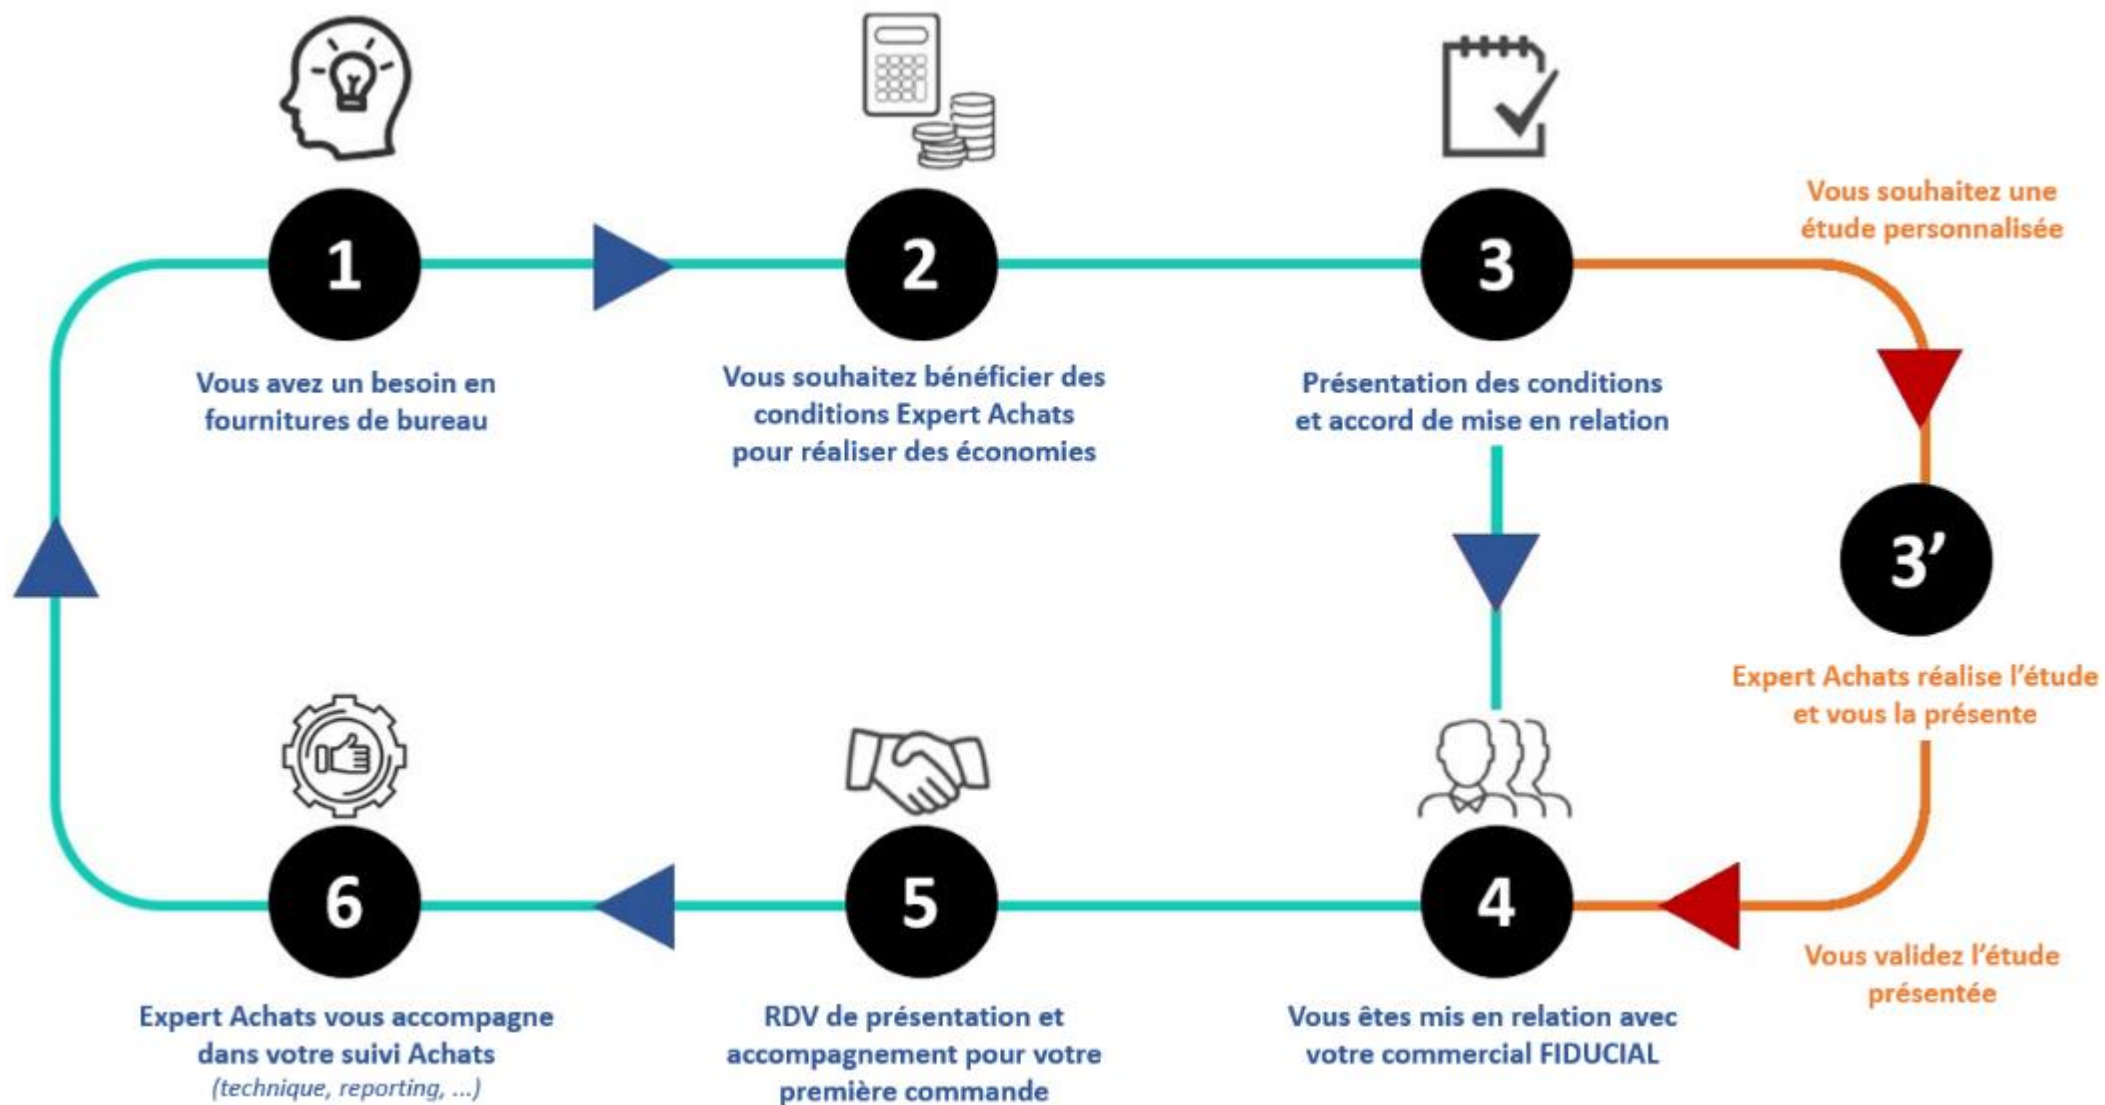 1
Vous avez un besoin en
fournitures de bureau
2
Vous souhaitez bénéficier des
conditions Expert Achats
pour réaliser des économies
3
Présentation des conditions
et accord de mise en relation
Vous souhaitez une
étude personnalisée
3’
Expert Achats réalise l’étude
et vous la présente
Vous validez l’étude
présentée
4
Vous êtes mis en relation avec
votre commercial FIDUCIAL
5
RDV de présentation et
accompagnement pour votre
première commande
6
Expert Achats vous accompagne
dans votre suivi Achats
(technique, reporting, ...)